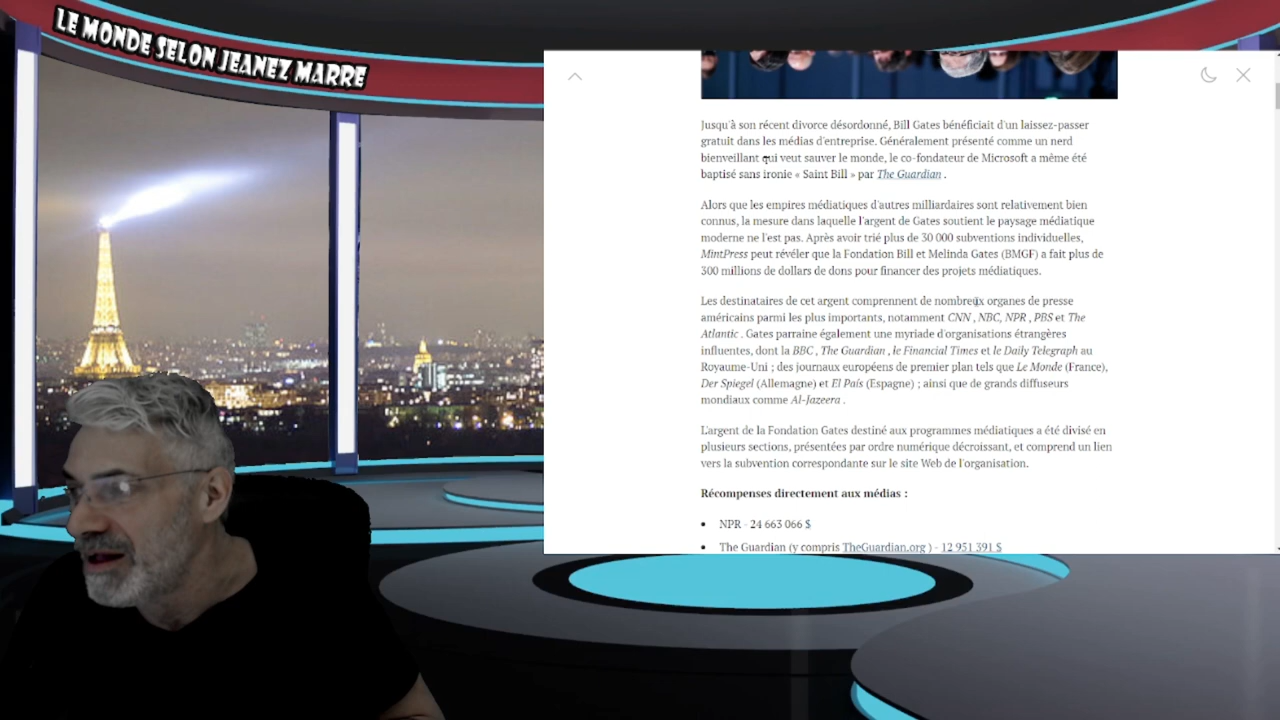 LE MONDE SELON JEANEZ MARRE
Jusqu'à son récent divorce désordonné, Bill Gates bénéficiait d'un laissez-passer
gratuit dans les médias d'entreprise. Généralement présenté comme un nerd
bienveillant qui veut sauver le monde, le co-fondateur de Microsoft a même été
baptisé sans ironie « Saint Bill » par The Guardian .
Alors que les empires médiatiques d'autres milliardaires sont relativement bien
connus, la mesure dans laquelle l'argent de Gates soutient le paysage médiatique
moderne ne l'est pas. Après avoir trié plus de 30 000 subventions individuelles,
MintPress peut révéler que la Fondation Bill et Melinda Gates (BMGF) a fait plus de
300 millions de dollars de dons pour financer des projets médiatiques.
Les destinataires de cet argent comprennent de nombreux organes de presse
américains parmi les plus importants, notamment CNN , NBC, NPR , PBS et The
Atlantic . Gates parraine également une myriade d'organisations étrangères
influentes, dont la BBC , The Guardian , le Financial Times et le Daily Telegraph au
Royaume-Uni ; des journaux européens de premier plan tels que Le Monde (France),
Der Spiegel (Allemagne) et El País (Espagne) ; ainsi que de grands diffuseurs
mondiaux comme Al-Jazeera .
L'argent de la Fondation Gates destiné aux programmes médiatiques a été divisé en
plusieurs sections, présentées par ordre numérique décroissant, et comprend un lien
vers la subvention correspondante sur le site Web de l'organisation.
Récompenses directement aux médias :
• NPR - 24 663 066 $
• The Guardian (y compris TheGuardian.org ) - 12 951 391 $